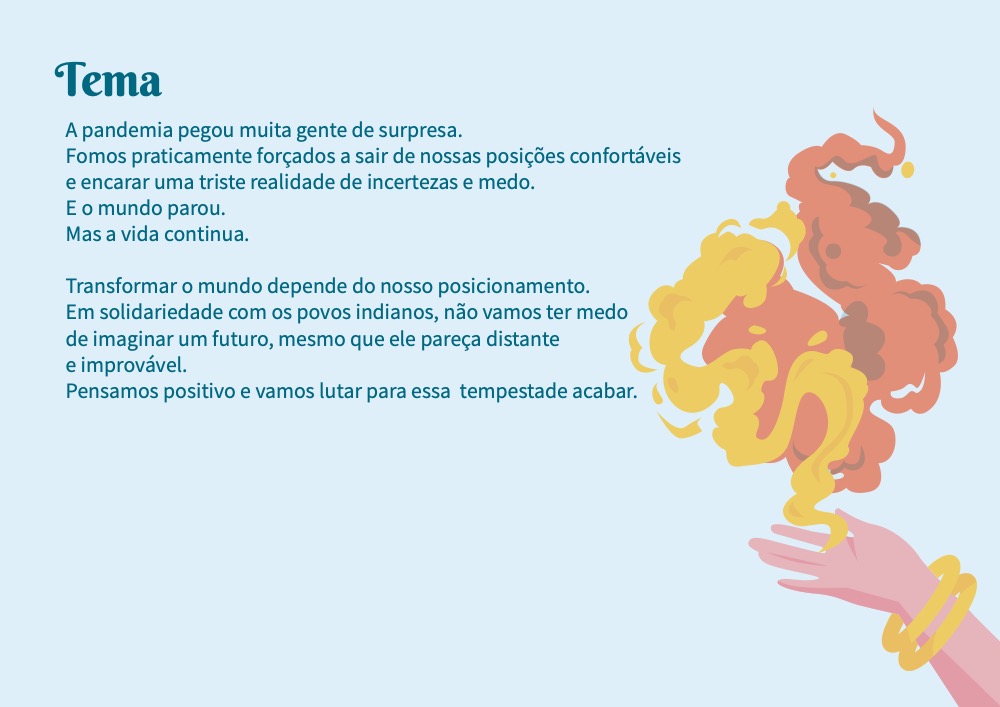 Tema
A pandemia pegou muita gente de surpresa.
Fomos praticamente forçados a sair de nossas posições confortáveis
e encarar uma triste realidade de incertezas e medo.
E o mundo parou.
Mas a vida continua.
Transformar o mundo depende do nosso posicionamento.
Em solidariedade com os povos indianos, não vamos ter medo
de imaginar um futuro, mesmo que ele pareça distante
e improvável.
Pensamos positivo e vamos lutar para essa  tempestade acabar.